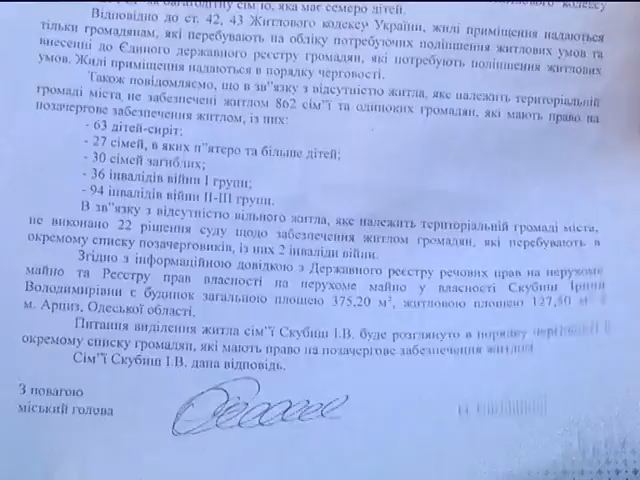 як багатодітну сім'ю, яка має семеро дітей. кодексу
Відповідно до ст. 42, 43 Житлового кодексу України, жилі приміщення надаються
тільки громадянам, які перебувають на обліку потребуючих поліпшення житлових умов та
внесенні до Єдиного державного реєстру громадян, які потребують поліпшення житлових
умов. Жилі приміщення надаються в порядку черговості.
Також повідомляємо, що в зв"язку з відсутністю житла, яке належить територіальній
громаді міста, не забезпечені житлом 862 сім"ї та одиноких громадян, які мають право на
позачергове забезпечення житлом, із них:
- 63 дітей-сиріт;
- 27 сімей, в яких п"ятеро та більше дітей;
- 30 сімей загиблих;
- 36 інвалідів війни І групи;
- 94 інвалідів війни ІІ-ІІІ групи.
В зв"язку з відсутністю вільного житла, яке належить територіальній громаді міста,
не виконано 22 рішення суду щодо забезпечення житлом громадян, які перебувають в
окремому списку позачерговиків, із них 2 інваліди війни.
Згідно з інформаційною довідкою з Державного реєстру речових прав на нерухоме
майно та Реєстру прав власності на нерухоме майно у власності Скубиш Ірини
Володимирівни є будинок загальною площею 375,20 м², житловою площею 127,50 м²
м. Арциз, Одеської області.
Питання виділення житла сім"ї Скубиш І.В. буде розглянуто в порядку черговості
окремому списку громадян, які мають право на позачергове забезпечення житлом
Сім"ї Скубиш І.В. дана відповідь.
З повагою
міський голова